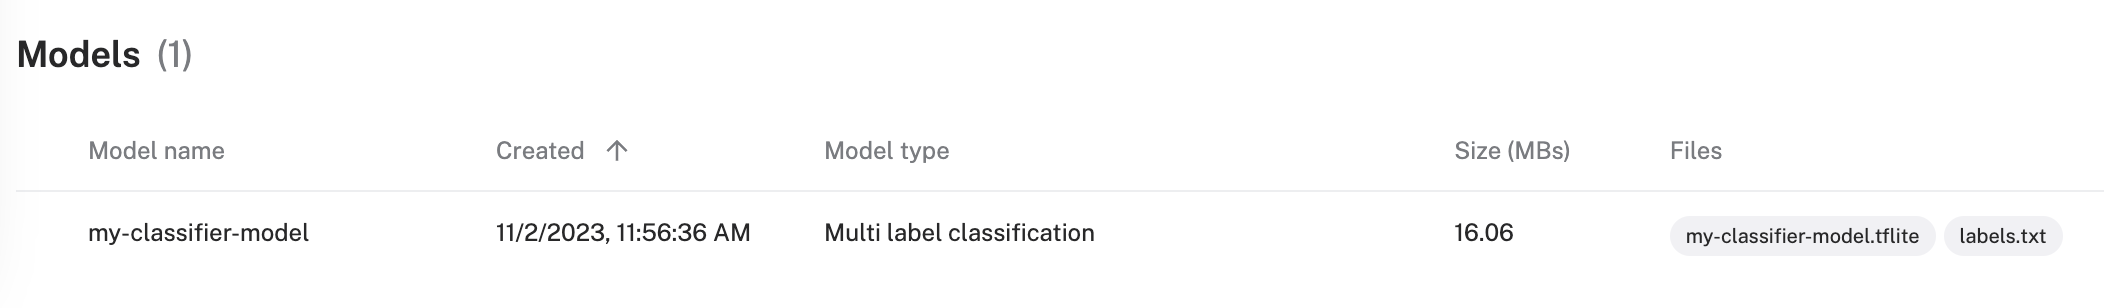 Models (1)
Model name Created ↑ Model type Size (MBs) Files
my-classifier-model 11/2/2023, 11:56:36 AM Multi label classification 16.06 my-classifier-model.tflite labels.txt